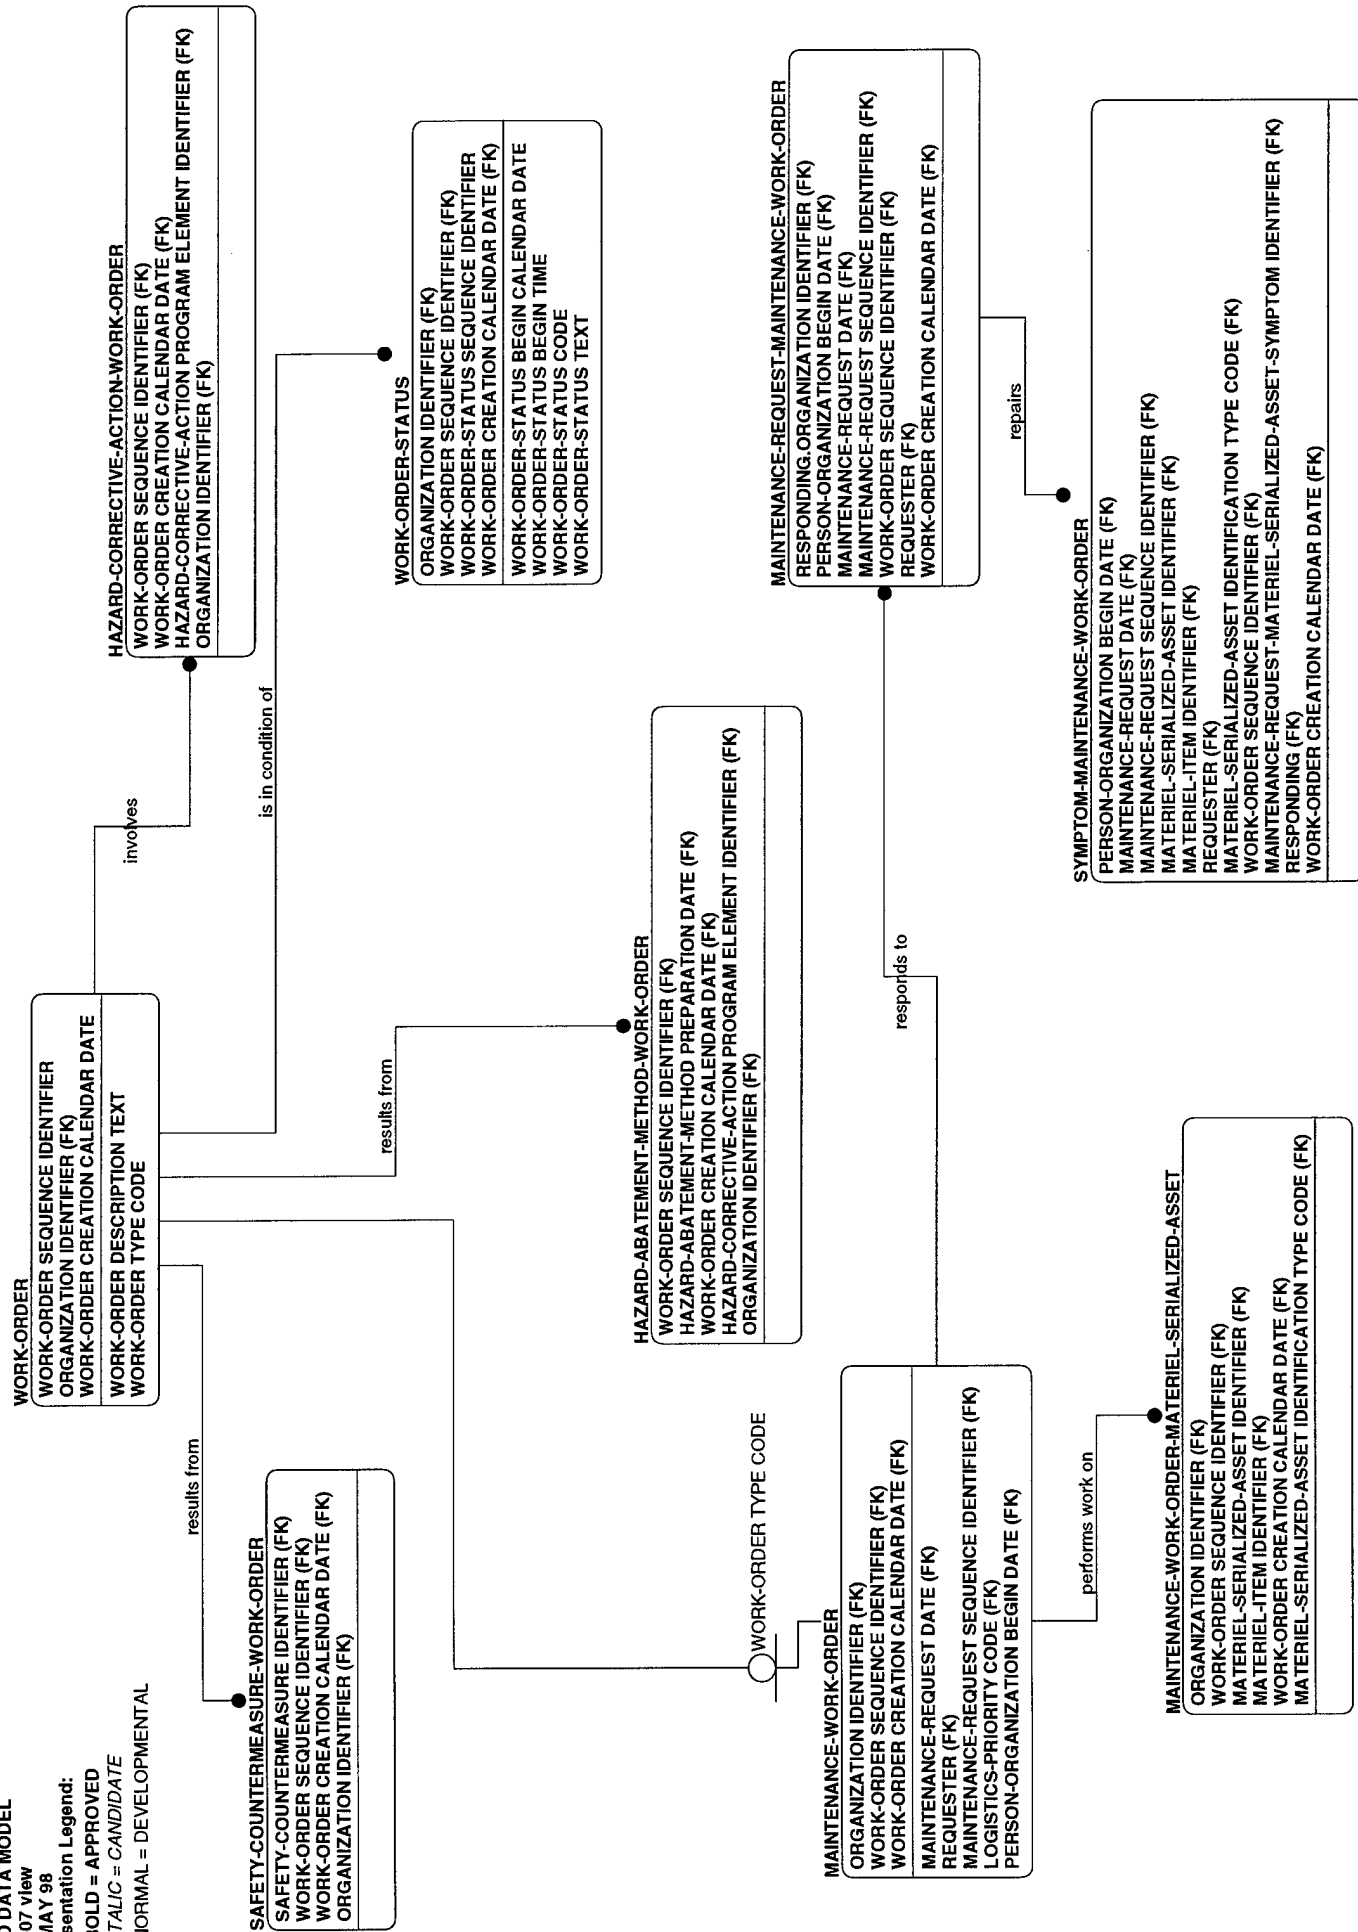 DATA MODEL
07 view
MAY 98
sentation Legend:
BOLD = APPROVED
ITALIC = CANDIDATE
NORMAL = DEVELOPMENTAL
WORK-ORDER
WORK-ORDER SEQUENCE IDENTIFIER
ORGANIZATION IDENTIFIER (FK)
WORK-ORDER CREATION CALENDAR DATE
WORK-ORDER DESCRIPTION TEXT
WORK-ORDER TYPE CODE
involves
HAZARD-CORRECTIVE-ACTION-WORK-ORDER
WORK-ORDER SEQUENCE IDENTIFIER (FK)
WORK-ORDER CREATION CALENDAR DATE (FK)
HAZARD-CORRECTIVE-ACTION PROGRAM ELEMENT IDENTIFIER (FK)
ORGANIZATION IDENTIFIER (FK)
results from
SAFETY-COUNTERMEASURE-WORK-ORDER
SAFETY-COUNTERMEASURE IDENTIFIER (FK)
WORK-ORDER SEQUENCE IDENTIFIER (FK)
WORK-ORDER CREATION CALENDAR DATE (FK)
ORGANIZATION IDENTIFIER (FK)
is in condition of
WORK-ORDER-STATUS
ORGANIZATION IDENTIFIER (FK)
WORK-ORDER SEQUENCE IDENTIFIER (FK)
WORK-ORDER-STATUS SEQUENCE IDENTIFIER
WORK-ORDER CREATION CALENDAR DATE (FK)
WORK-ORDER-STATUS BEGIN CALENDAR DATE
WORK-ORDER-STATUS BEGIN TIME
WORK-ORDER-STATUS CODE
WORK-ORDER-STATUS TEXT
results from
HAZARD-ABATEMENT-METHOD-WORK-ORDER
WORK-ORDER SEQUENCE IDENTIFIER (FK)
HAZARD-ABATEMENT-METHOD PREPARATION DATE (FK)
WORK-ORDER CREATION CALENDAR DATE (FK)
HAZARD-CORRECTIVE-ACTION PROGRAM ELEMENT IDENTIFIER (FK)
ORGANIZATION IDENTIFIER (FK)
WORK-ORDER TYPE CODE
MAINTENANCE-WORK-ORDER
ORGANIZATION IDENTIFIER (FK)
WORK-ORDER SEQUENCE IDENTIFIER (FK)
WORK-ORDER CREATION CALENDAR DATE (FK)
MAINTENANCE-REQUEST DATE (FK)
REQUESTER (FK)
MAINTENANCE-REQUEST SEQUENCE IDENTIFIER (FK)
LOGISTICS-PRIORITY CODE (FK)
PERSON-ORGANIZATION BEGIN DATE (FK)
responds to
MAINTENANCE-REQUEST-MAINTENANCE-WORK-ORDER
RESPONDING.ORGANIZATION IDENTIFIER (FK)
PERSON-ORGANIZATION BEGIN DATE (FK)
MAINTENANCE-REQUEST DATE (FK)
MAINTENANCE-REQUEST SEQUENCE IDENTIFIER (FK)
WORK-ORDER SEQUENCE IDENTIFIER (FK)
REQUESTER (FK)
WORK-ORDER CREATION CALENDAR DATE (FK)
performs work on
MAINTENANCE-WORK-ORDER-MATERIEL-SERIALIZED-ASSET
ORGANIZATION IDENTIFIER (FK)
WORK-ORDER SEQUENCE IDENTIFIER (FK)
MATERIEL-SERIALIZED-ASSET IDENTIFIER (FK)
MATERIEL-ITEM IDENTIFIER (FK)
WORK-ORDER CREATION CALENDAR DATE (FK)
MATERIEL-SERIALIZED-ASSET IDENTIFICATION TYPE CODE (FK)
repairs
SYMPTOM-MAINTENANCE-WORK-ORDER
PERSON-ORGANIZATION BEGIN DATE (FK)
MAINTENANCE-REQUEST DATE (FK)
MAINTENANCE-REQUEST SEQUENCE IDENTIFIER (FK)
MATERIEL-SERIALIZED-ASSET IDENTIFIER (FK)
MATERIEL-ITEM IDENTIFIER (FK)
REQUESTER (FK)
MATERIEL-SERIALIZED-ASSET IDENTIFICATION TYPE CODE (FK)
WORK-ORDER SEQUENCE IDENTIFIER (FK)
MAINTENANCE-REQUEST-MATERIEL-SERIALIZED-ASSET-SYMPTOM IDENTIFIER (FK)
RESPONDING (FK)
WORK-ORDER CREATION CALENDAR DATE (FK)